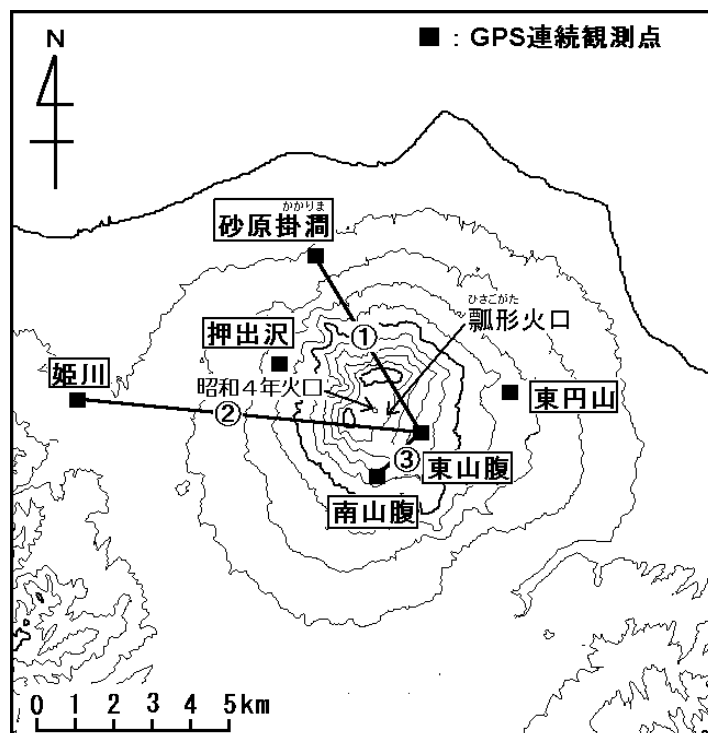 N
■：GPS連続観測点
かかりま
砂原掛澗
ひさごがた
瓢形火口
①
押出沢
姫川
昭和４年火口
東円山
②
③
東山腹
南山腹
0 1 2 3 4 5km